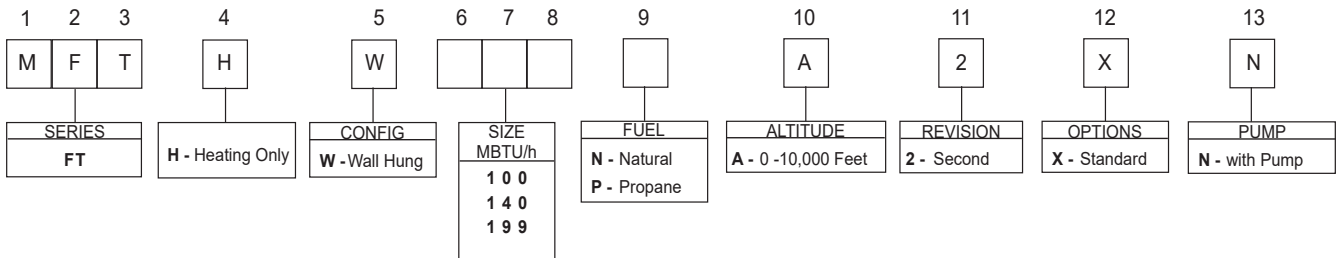 1 2 3 4 5 6 7 8 9 10 11 12 13
M F T H W A 2 X N
SERIES
FT
H - Heating Only
CONFIG
W - Wall Hung
SIZE
MBTU/h
1 0 0
1 4 0
1 9 9
FUEL
N - Natural
P - Propane
ALTITUDE
A - 0 -10,000 Feet
REVISION
2 - Second
OPTIONS
X - Standard
PUMP
N - with Pump